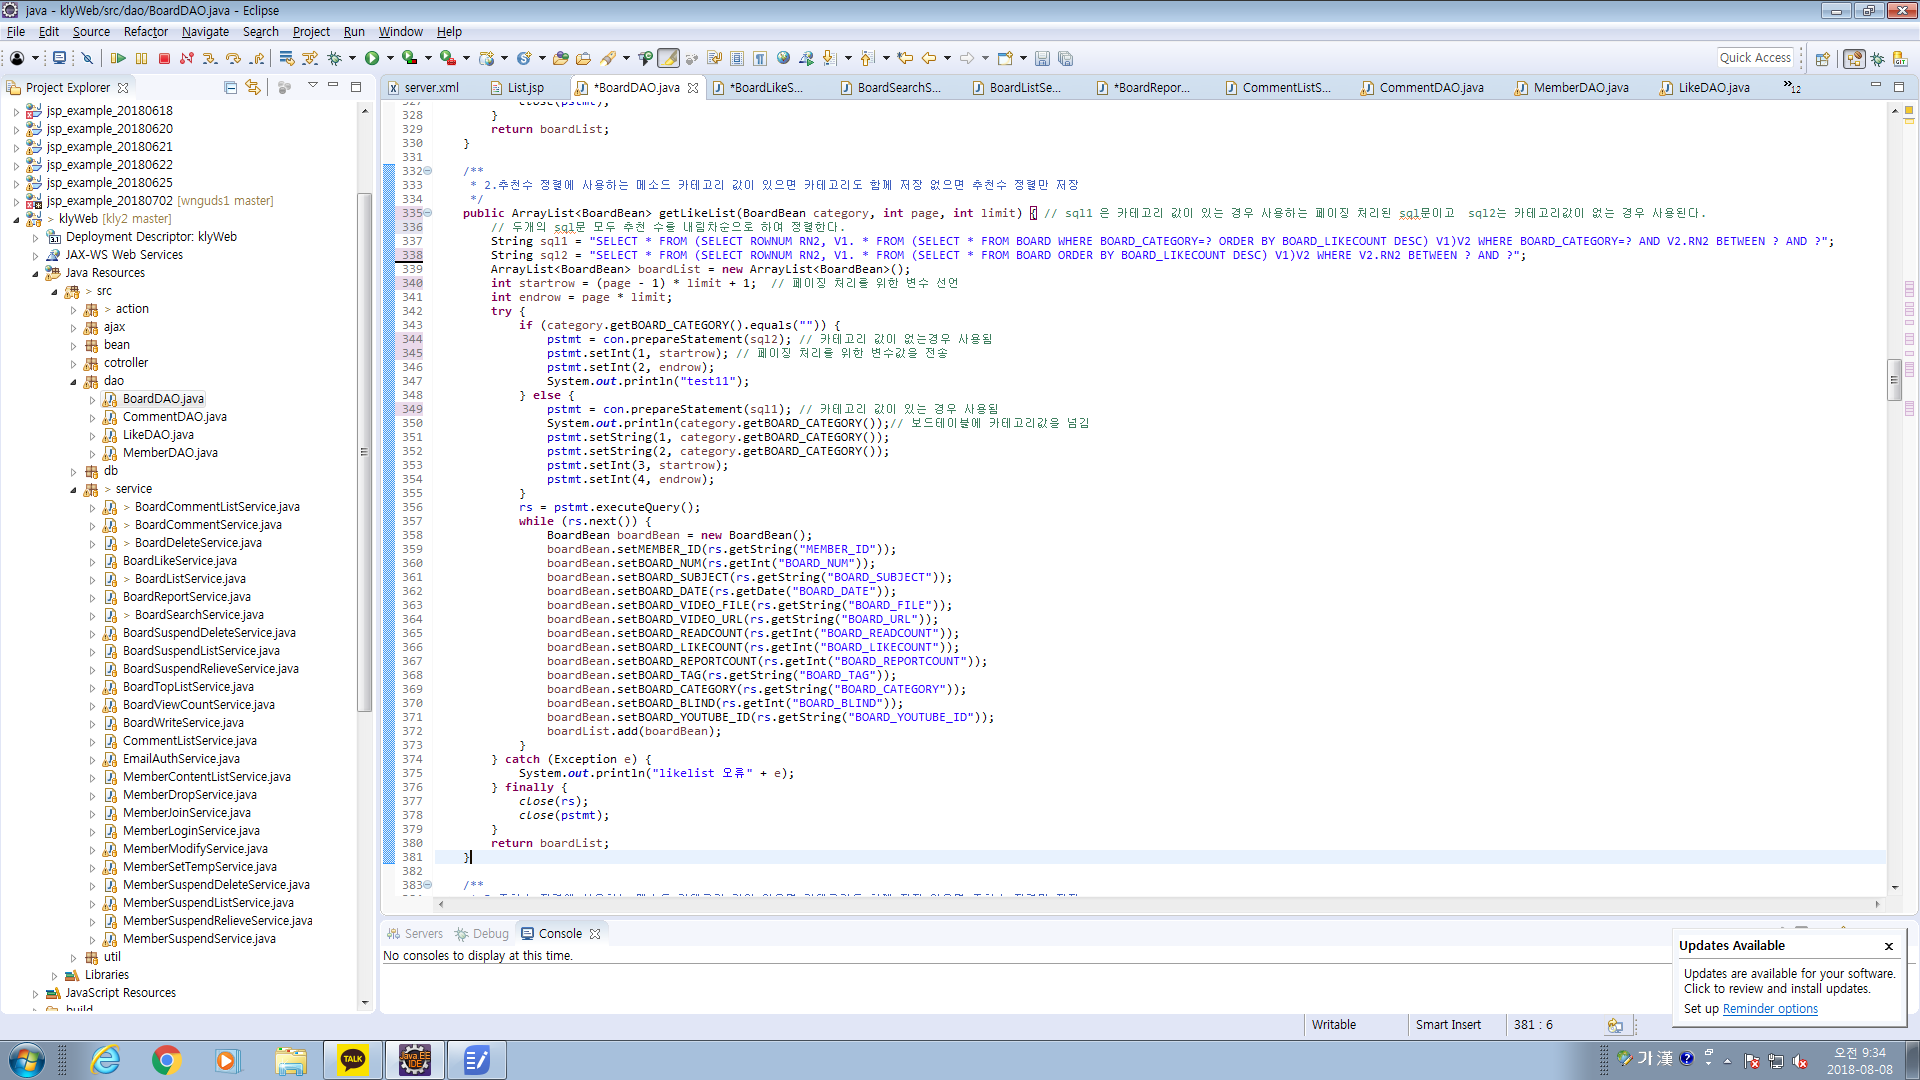 java - klyWeb/src/dao/BoardDAO.java - Eclipse
File Edit Source Refactor Navigate Search Project Run Window Help
Quick Access
Project Explorer
server.xml List.jsp *BoardDAO.java *BoardLikeS... BoardSearchS... BoardListSe... *BoardRepor... CommentListS... CommentDAO.java MemberDAO.java LikeDAO.java »12
jsp_example_20180618
jsp_example_20180620
jsp_example_20180621
jsp_example_20180622
jsp_example_20180625
jsp_example_20180702 [wnguds1 master]
> klyWeb [kly2 master]
Deployment Descriptor: klyWeb
JAX-WS Web Services
Java Resources
> src
> action
ajax
bean
cotroller
dao
BoardDAO.java
CommentDAO.java
LikeDAO.java
MemberDAO.java
db
> service
> BoardCommentListService.java
> BoardCommentService.java
> BoardDeleteService.java
BoardLikeService.java
> BoardListService.java
BoardReportService.java
> BoardSearchService.java
BoardSuspendDeleteService.java
BoardSuspendListService.java
BoardSuspendRelieveService.java
BoardTopListService.java
BoardViewCountService.java
BoardWriteService.java
CommentListService.java
EmailAuthService.java
MemberContentListService.java
MemberDropService.java
MemberJoinService.java
MemberLoginService.java
MemberModifyService.java
MemberSetTempService.java
MemberSuspendDeleteService.java
MemberSuspendListService.java
MemberSuspendRelieveService.java
MemberSuspendService.java
util
Libraries
JavaScript Resources
build
327 close(pstmt);
328 }
329 return boardList;
330 }
331
332 /**
333 * 2.추천수 정렬에 사용하는 메소드 카테고리 값이 있으면 카테고리도 함께 저장 없으면 추천수 정렬만 저장
334 */
335 public ArrayList<BoardBean> getLikeList(BoardBean category, int page, int limit) { // sql1 은 카테고리 값이 있는 경우 사용하는 페이징 처리된 sql문이고 sql2는 카테고리값이 없는 경우 사용된다.
336 // 두개의 sql문 모두 추천 수를 내림차순으로 하여 정렬한다.
337 String sql1 = "SELECT * FROM (SELECT ROWNUM RN2, V1. * FROM (SELECT * FROM BOARD WHERE BOARD_CATEGORY=? ORDER BY BOARD_LIKECOUNT DESC) V1)V2 WHERE BOARD_CATEGORY=? AND V2.RN2 BETWEEN ? AND ?";
338 String sql2 = "SELECT * FROM (SELECT ROWNUM RN2, V1. * FROM (SELECT * FROM BOARD ORDER BY BOARD_LIKECOUNT DESC) V1)V2 WHERE V2.RN2 BETWEEN ? AND ?";
339 ArrayList<BoardBean> boardList = new ArrayList<BoardBean>();
340 int startrow = (page - 1) * limit + 1; // 페이징 처리를 위한 변수 선언
341 int endrow = page * limit;
342 try {
343 if (category.getBOARD_CATEGORY().equals("")) {
344 pstmt = con.prepareStatement(sql2); // 카테고리 값이 없는경우 사용됨
345 pstmt.setInt(1, startrow); // 페이징 처리를 위한 변수값을 전송
346 pstmt.setInt(2, endrow);
347 System.out.println("test11");
348 } else {
349 pstmt = con.prepareStatement(sql1); // 카테고리 값이 있는 경우 사용됨
350 System.out.println(category.getBOARD_CATEGORY());// 보드테이블에 카테고리값을 넘김
351 pstmt.setString(1, category.getBOARD_CATEGORY());
352 pstmt.setString(2, category.getBOARD_CATEGORY());
353 pstmt.setInt(3, startrow);
354 pstmt.setInt(4, endrow);
355 }
356 rs = pstmt.executeQuery();
357 while (rs.next()) {
358 BoardBean boardBean = new BoardBean();
359 boardBean.setMEMBER_ID(rs.getString("MEMBER_ID"));
360 boardBean.setBOARD_NUM(rs.getInt("BOARD_NUM"));
361 boardBean.setBOARD_SUBJECT(rs.getString("BOARD_SUBJECT"));
362 boardBean.setBOARD_DATE(rs.getDate("BOARD_DATE"));
363 boardBean.setBOARD_VIDEO_FILE(rs.getString("BOARD_FILE"));
364 boardBean.setBOARD_VIDEO_URL(rs.getString("BOARD_URL"));
365 boardBean.setBOARD_READCOUNT(rs.getInt("BOARD_READCOUNT"));
366 boardBean.setBOARD_LIKECOUNT(rs.getInt("BOARD_LIKECOUNT"));
367 boardBean.setBOARD_REPORTCOUNT(rs.getInt("BOARD_REPORTCOUNT"));
368 boardBean.setBOARD_TAG(rs.getString("BOARD_TAG"));
369 boardBean.setBOARD_CATEGORY(rs.getString("BOARD_CATEGORY"));
370 boardBean.setBOARD_BLIND(rs.getInt("BOARD_BLIND"));
371 boardBean.setBOARD_YOUTUBE_ID(rs.getString("BOARD_YOUTUBE_ID"));
372 boardList.add(boardBean);
373 }
374 } catch (Exception e) {
375 System.out.println("likelist 오류" + e);
376 } finally {
377 close(rs);
378 close(pstmt);
379 }
380 return boardList;
381 }
382
383 /**
Servers Debug Console
No consoles to display at this time.
Updates Available
Updates are available for your software.
Click to review and install updates.
Set up Reminder options
Writable Smart Insert 381 : 6
TALK
Java EE IDE
가 漢
오전 9:34
2018-08-08